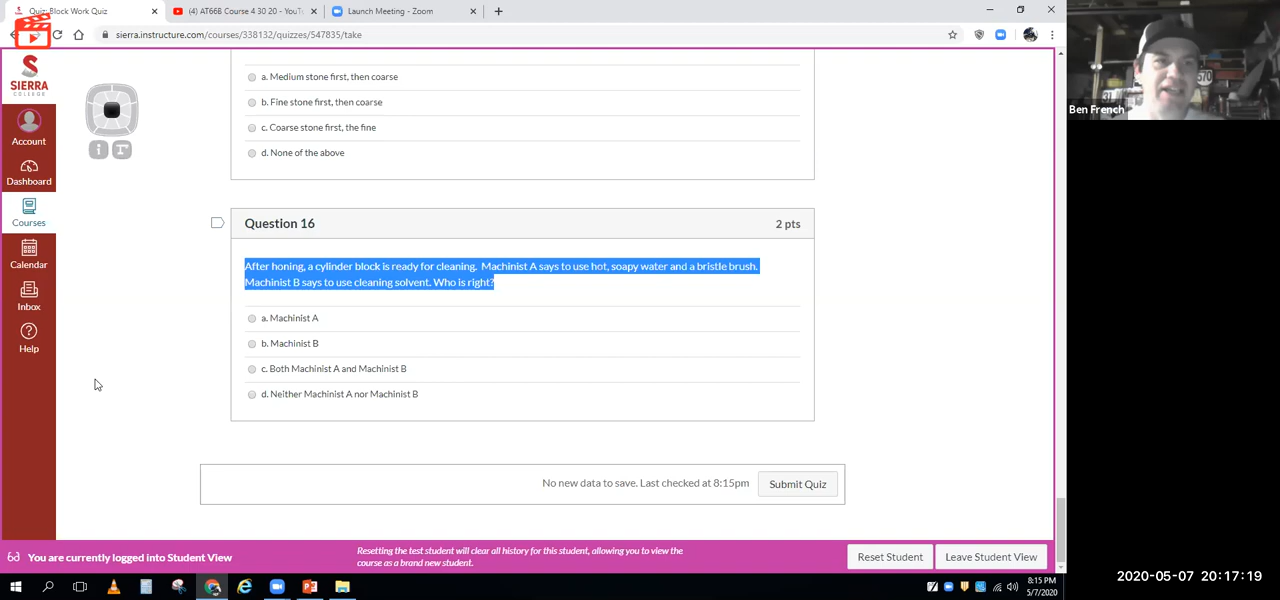 Quiz: Block Work Quiz
(4) AT66B Course 4 30 20 - YouTu
Launch Meeting - Zoom
sierra.instructure.com/courses/338132/quizzes/547835/take
SIERRA
COLLEGE
Account
Dashboard
Courses
Calendar
Inbox
Help
a. Medium stone first, then coarse
b. Fine stone first, then coarse
c. Coarse stone first, the fine
d. None of the above
Question 16
2 pts
After honing, a cylinder block is ready for cleaning. Machinist A says to use hot, soapy water and a bristle brush.
Machinist B says to use cleaning solvent. Who is right?
a. Machinist A
b. Machinist B
c. Both Machinist A and Machinist B
d. Neither Machinist A nor Machinist B
No new data to save. Last checked at 8:15pm
Submit Quiz
You are currently logged into Student View
Resetting the test student will clear all history for this student, allowing you to view the
course as a brand new student.
Reset Student
Leave Student View
8:15 PM
5/7/2020
Ben French
2020-05-07 20:17:19